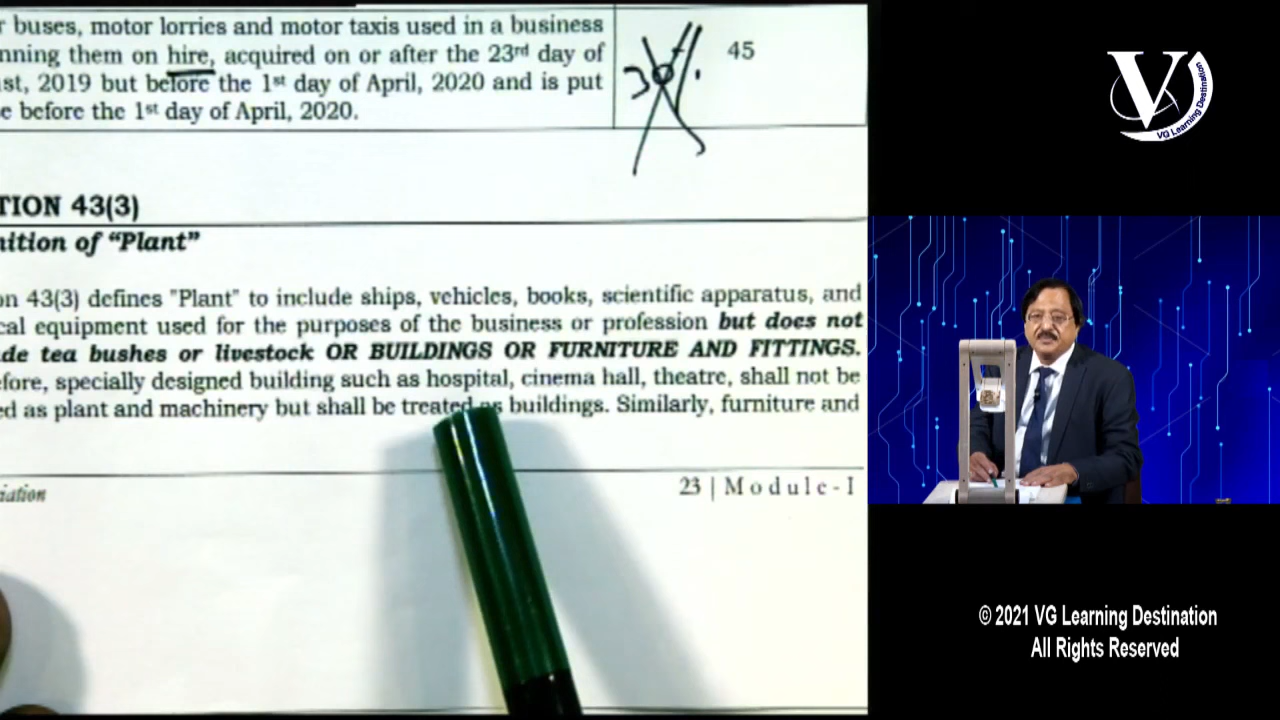 r buses, motor lorries and motor taxis used in a business
nning them on hire, acquired on or after the 23rd day of
st, 2019 but before the 1st day of April, 2020 and is put
e before the 1st day of April, 2020.
45
30%
TION 43(3)
nition of "Plant"
on 43(3) defines "Plant" to include ships, vehicles, books, scientific apparatus, and
cal equipment used for the purposes of the business or profession but does not
de tea bushes or livestock OR BUILDINGS OR FURNITURE AND FITTINGS.
fore, specially designed building such as hospital, cinema hall, theatre, shall not be
ed as plant and machinery but shall be treated as buildings. Similarly, furniture and
iation
23 | Module-I
V
VG Learning Destination
© 2021 VG Learning Destination
All Rights Reserved